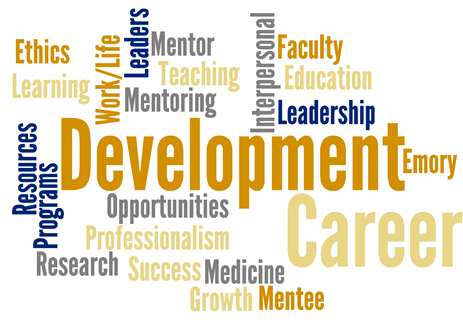 Ethics
Learning
Work/Life
Leaders
Mentor
Teaching
Mentoring
Interpersonal
Faculty
Education
Leadership
Resources
Programs
Development
Emory
Opportunities
Career
Professionalism
Research
Success
Medicine
Growth
Mentee